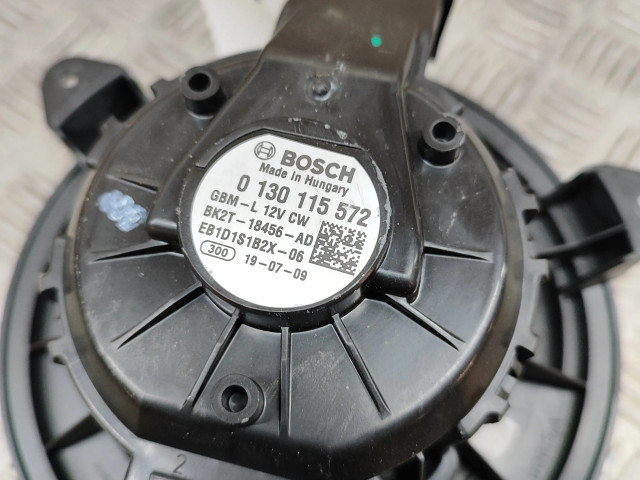 BOSCH
Made in Hungary
0 130 115 572
GBM-L 12V CW
BK2T-18456-AD
EB1D1S1B2X-06
300 19-07-09
2